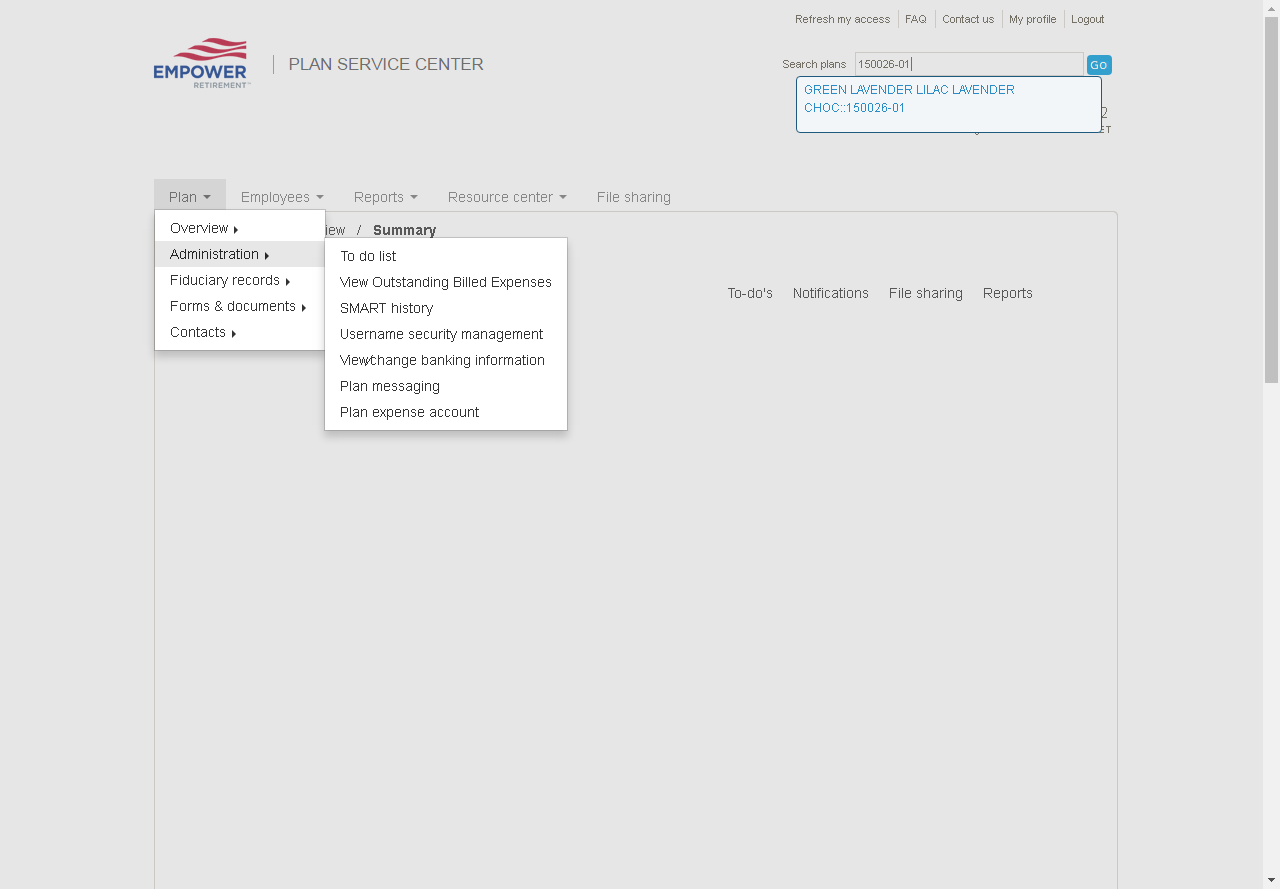 Refresh my access FAQ Contact us My profile Logout
EMPOWER
RETIREMENT™
PLAN SERVICE CENTER
Search plans 150026-01 Go
GREEN LAVENDER LILAC LAVENDER
CHOC::150026-01
2
ET
Plan Employees Reports Resource center File sharing
Overview
iew / Summary
Administration
Fiduciary records
Forms & documents
Contacts
To do list
View Outstanding Billed Expenses
SMART history
Username security management
View/change banking information
Plan messaging
Plan expense account
To-do's Notifications File sharing Reports